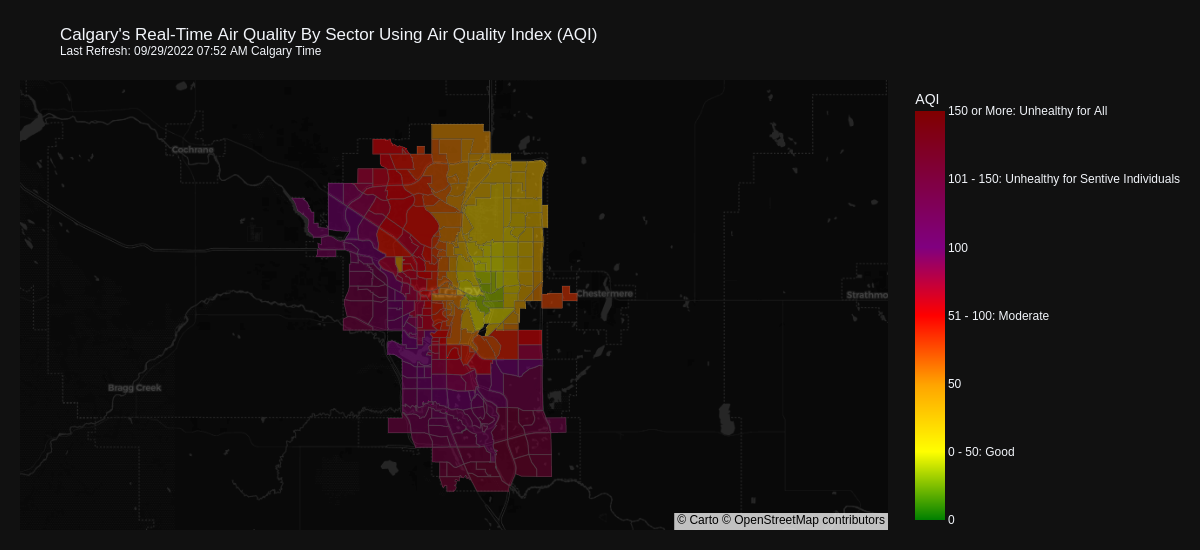 Calgary's Real-Time Air Quality By Sector Using Air Quality Index (AQI)
Last Refresh: 09/29/2022 07:52 AM Calgary Time
AQI
150 or More: Unhealthy for All
Cochrane
101 - 150: Unhealthy for Sentive Individuals
100
CALGARY
Chestermere
Strathmo
51 - 100: Moderate
Bragg Creek
50
0 - 50: Good
© Carto © OpenStreetMap contributors
0